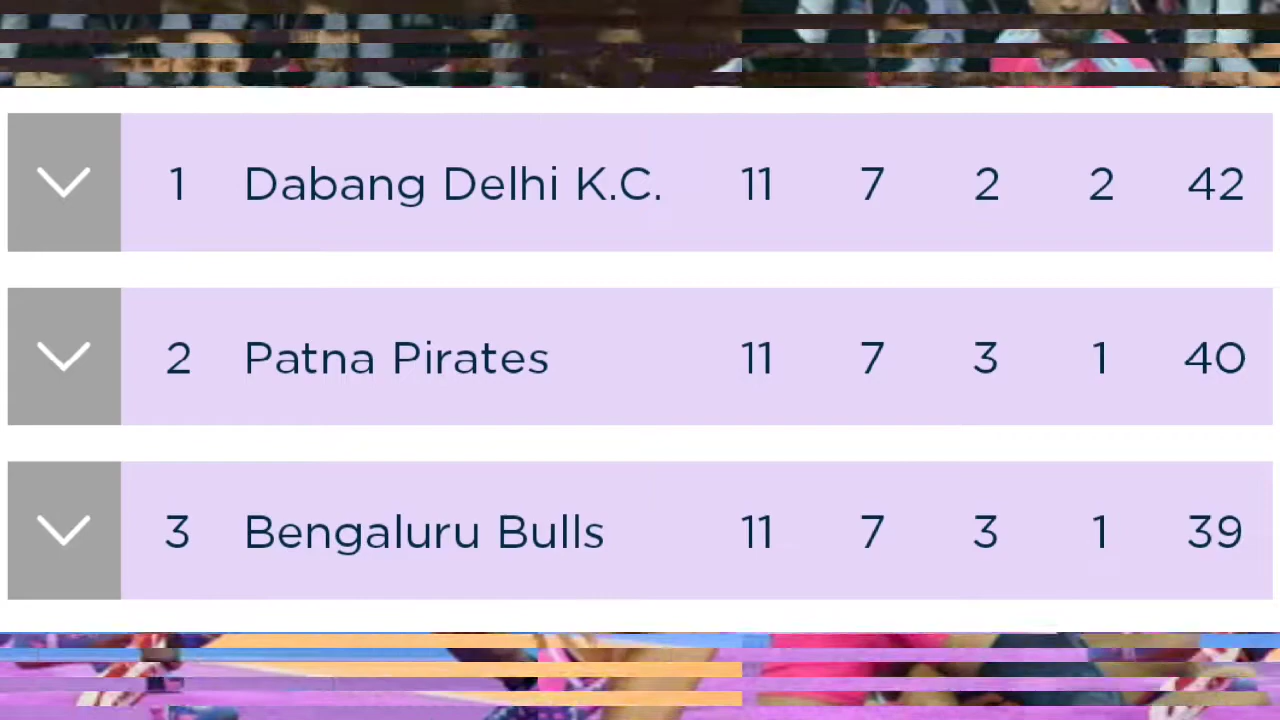 1 Dabang Delhi K.C. 11 7 2 2 42
2 Patna Pirates 11 7 3 1 40
3 Bengaluru Bulls 11 7 3 1 39